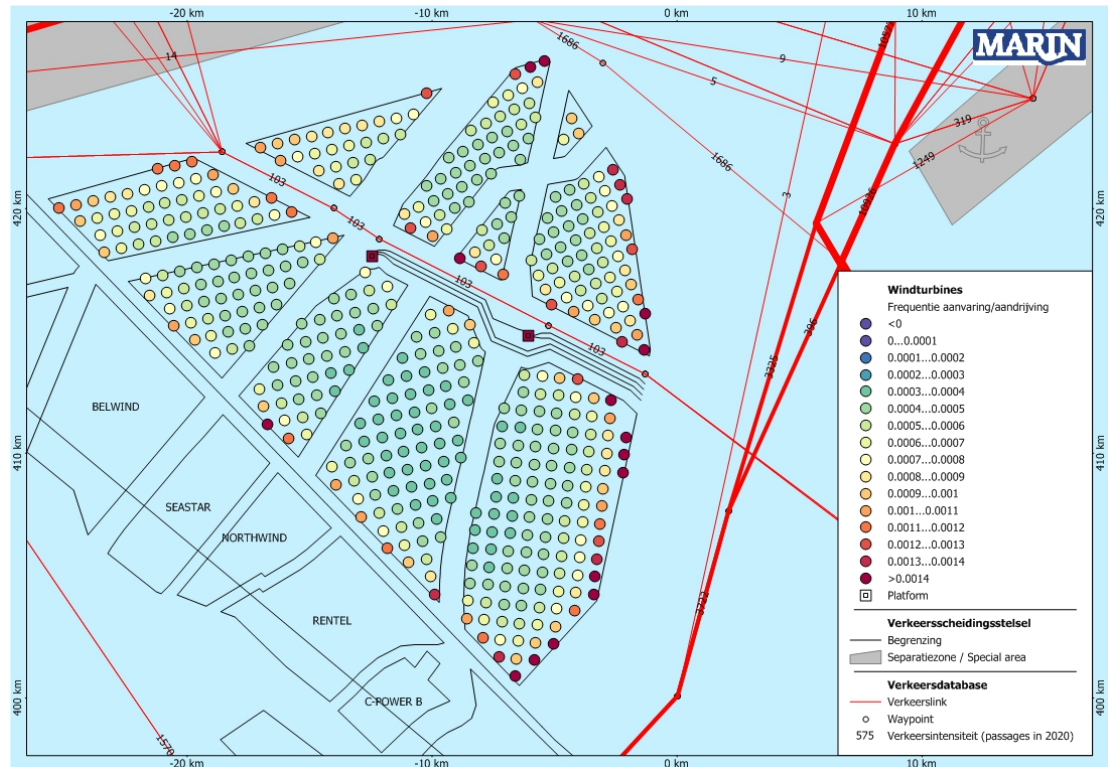 -20 km
-10 km
0 km
10 km
MARIN
14
1686
9
5
319
1249
1686
3
103
103
103
103
420 km
420 km
410 km
410 km
400 km
400 km
3325
396
3722
1570
BELWIND
SEASTAR
NORTHWIND
RENTEL
C-POWER B
Windturbines
Frequentie aanvaring/aandrijving
<0
0...0.0001
0.0001...0.0002
0.0002...0.0003
0.0003...0.0004
0.0004...0.0005
0.0005...0.0006
0.0006...0.0007
0.0007...0.0008
0.0008...0.0009
0.0009...0.001
0.001...0.0011
0.0011...0.0012
0.0012...0.0013
0.0013...0.0014
>0.0014
Platform
Verkeersscheidingsstelsel
Begrenzing
Separatiezone / Special area
Verkeersdatabase
Verkeerslink
Waypoint
575 Verkeersintensiteit (passages in 2020)
-20 km
-10 km
0 km
10 km